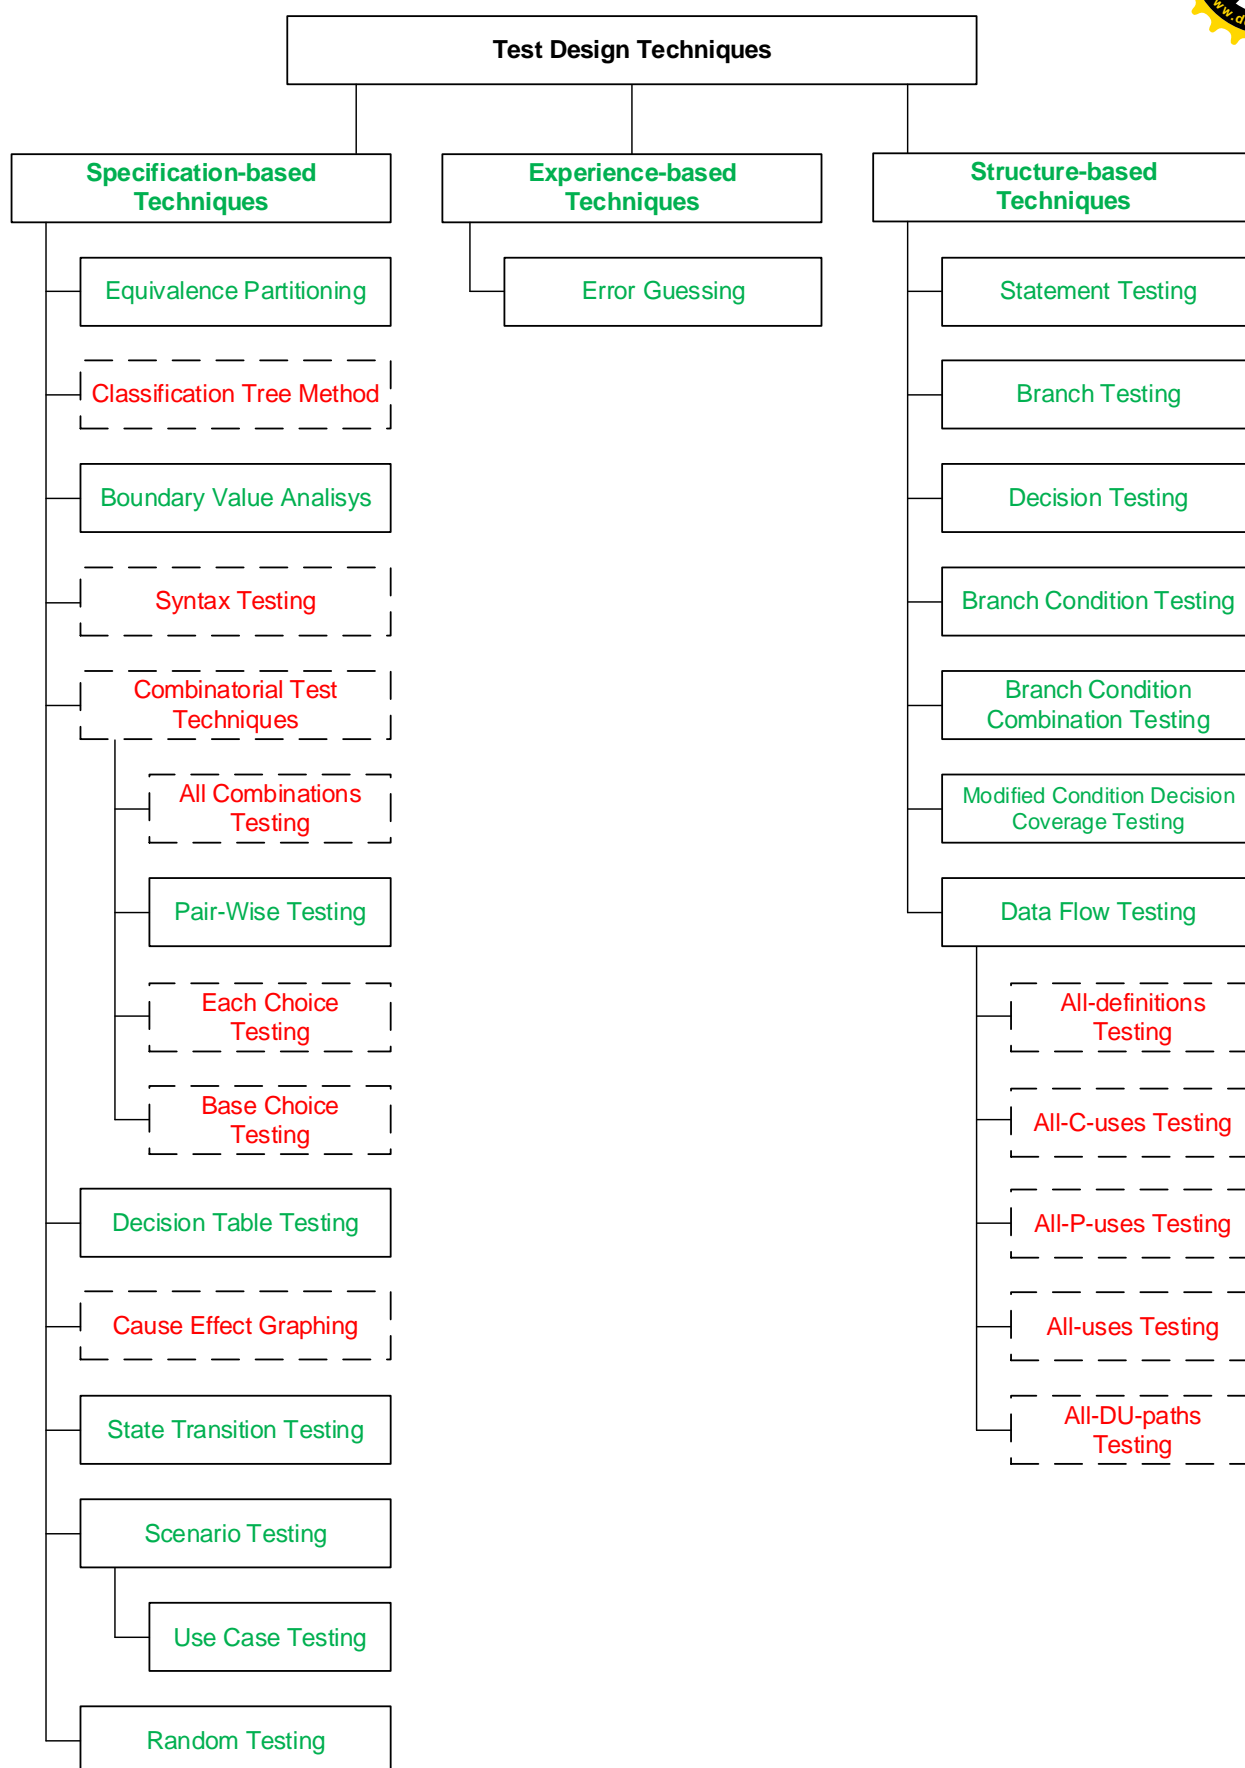 Test Design Techniques
Specification-based
Techniques
Equivalence Partitioning
Classification Tree Method
Boundary Value Analisys
Syntax Testing
Combinatorial Test
Techniques
All Combinations
Testing
Pair-Wise Testing
Each Choice
Testing
Base Choice
Testing
Decision Table Testing
Cause Effect Graphing
State Transition Testing
Scenario Testing
Use Case Testing
Random Testing
Experience-based
Techniques
Error Guessing
Structure-based
Techniques
Statement Testing
Branch Testing
Decision Testing
Branch Condition Testing
Branch Condition
Combination Testing
Modified Condition Decision
Coverage Testing
Data Flow Testing
All-definitions
Testing
All-C-uses Testing
All-P-uses Testing
All-uses Testing
All-DU-paths
Testing